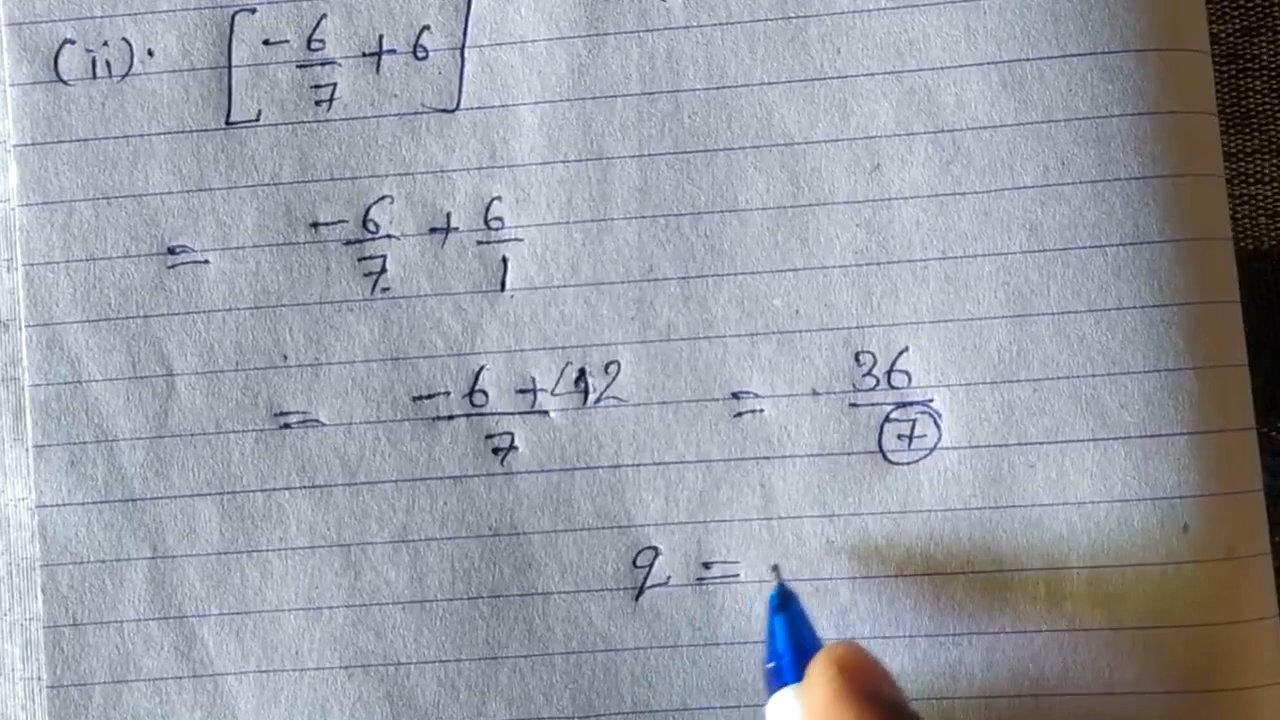 (ii). [-6/7 + 6]
= -6/7 + 6/1
= (-6 + 42)/7 = 36/7
q =